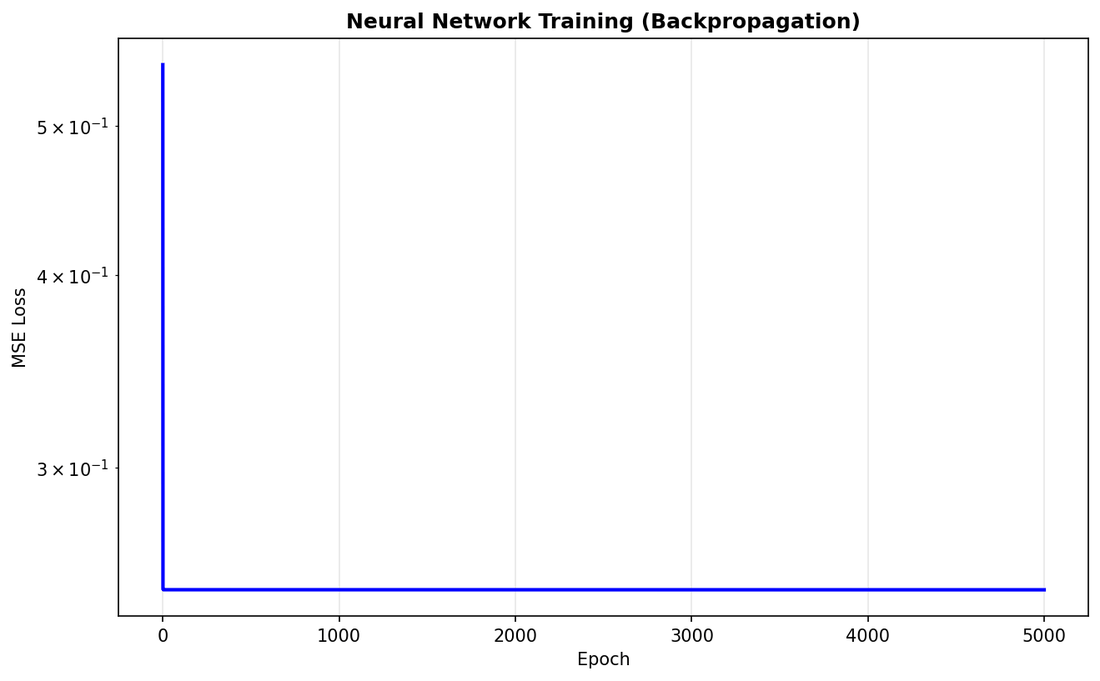 Neural Network Training (Backpropagation)
5 × 10⁻¹
4 × 10⁻¹
3 × 10⁻¹
MSE Loss
0 1000 2000 3000 4000 5000
Epoch